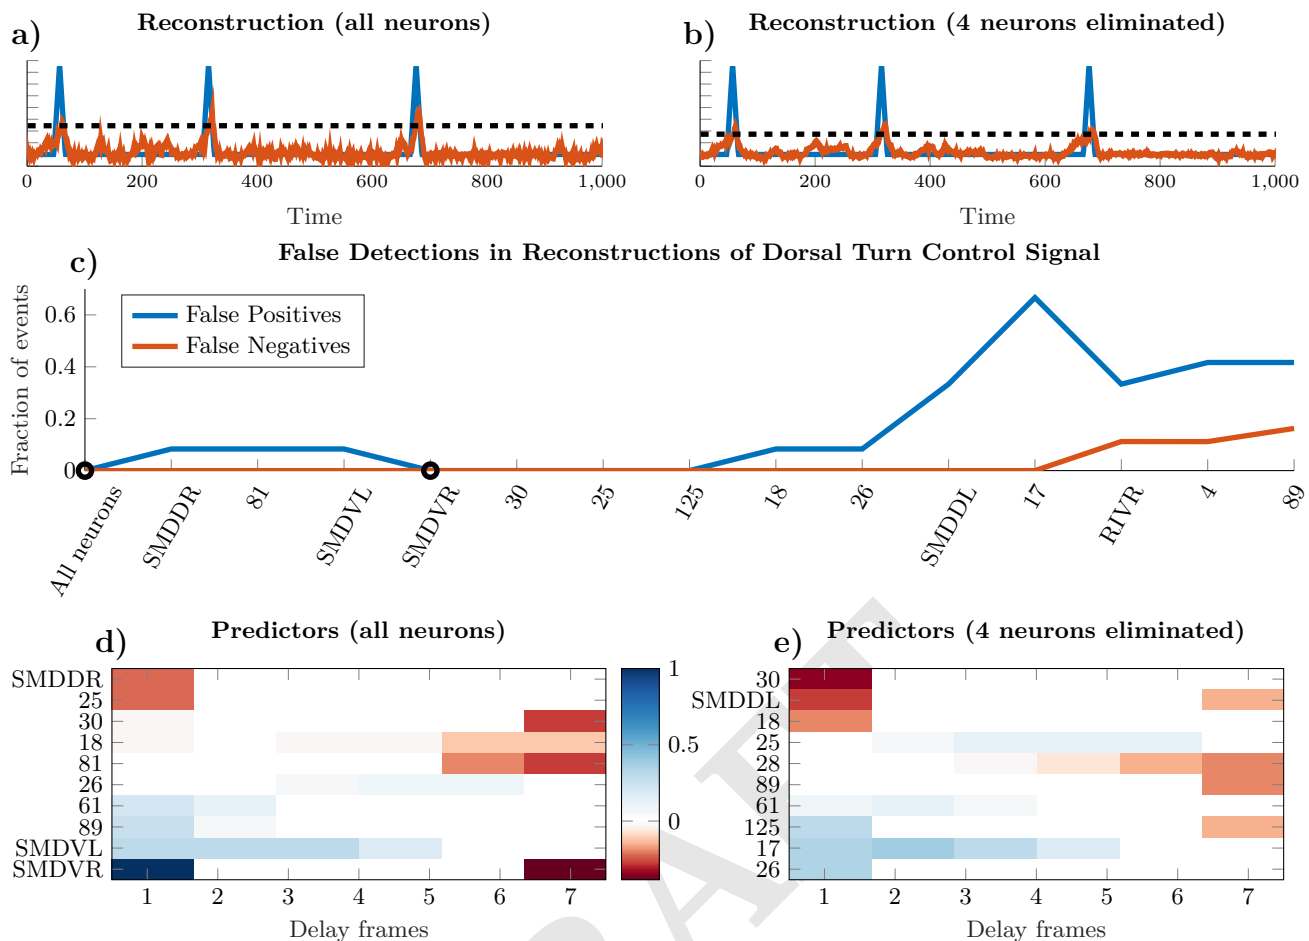 a)
Reconstruction (all neurons)
0 200 400 600 800 1,000
Time
b)
Reconstruction (4 neurons eliminated)
0 200 400 600 800 1,000
Time
c)
False Detections in Reconstructions of Dorsal Turn Control Signal
Fraction of events
0.6
0.4
0.2
0
False Positives
False Negatives
All neurons
SMDDR
81
SMDVL
SMDVR
30
25
125
18
26
SMDDL
17
RIVR
4
89
d)
Predictors (all neurons)
SMDDR
25
30
18
81
26
61
89
SMDVL
SMDVR
1 2 3 4 5 6 7
Delay frames
1
0.5
0
e)
Predictors (4 neurons eliminated)
30
SMDDL
18
25
28
89
61
125
17
26
1 2 3 4 5 6 7
Delay frames